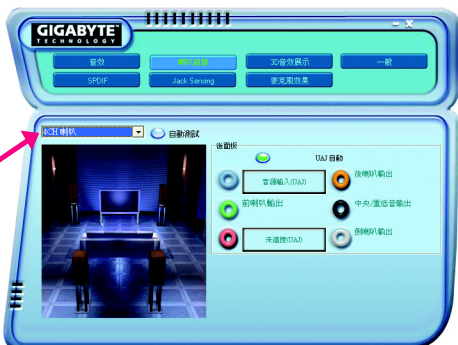 GIGABYTE™
TECHNOLOGY
– X
音效 喇叭組態 3D音效展示 一般
SPDIF Jack Sensing 麥克風效果
4CH 喇叭 自動測試
後面板
UAJ 自動
音源輸入(UAJ) 後喇叭輸出
前喇叭輸出 中央/重低音輸出
未連接(UAJ) 側喇叭輸出